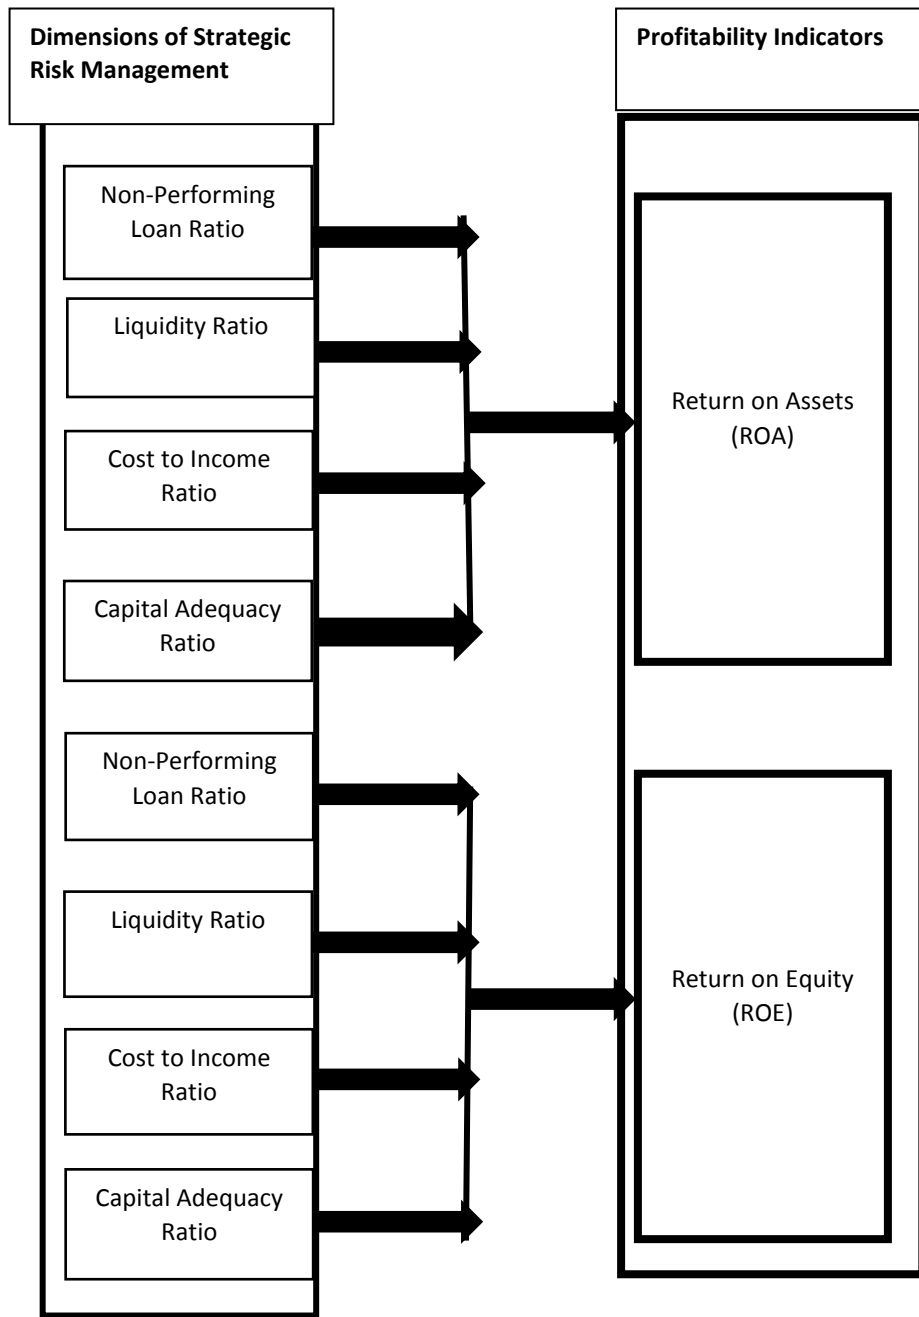 Dimensions of Strategic
Risk Management
Profitability Indicators
Non-Performing
Loan Ratio
Liquidity Ratio
Cost to Income
Ratio
Capital Adequacy
Ratio
Return on Assets
(ROA)
Non-Performing
Loan Ratio
Liquidity Ratio
Cost to Income
Ratio
Capital Adequacy
Ratio
Return on Equity
(ROE)